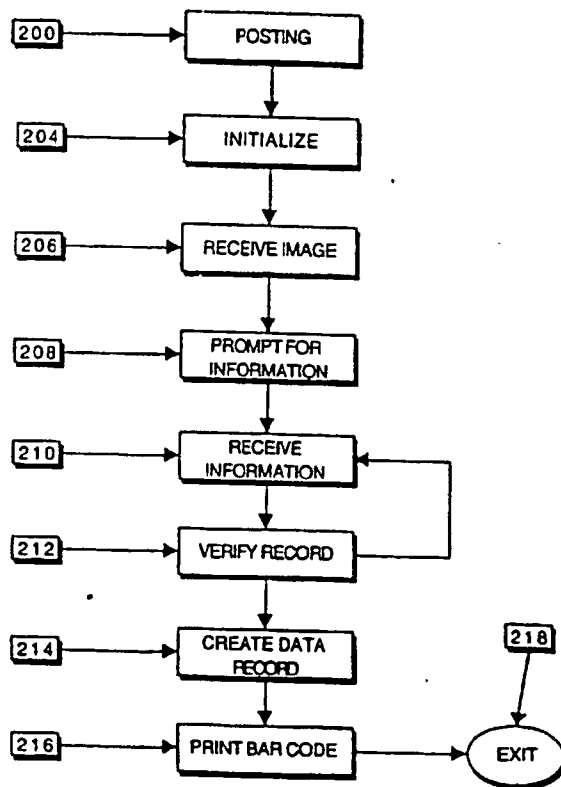 200 POSTING
204 INITIALIZE
206 RECEIVE IMAGE
208 PROMPT FOR
INFORMATION
210 RECEIVE
INFORMATION
212 VERIFY RECORD
214 CREATE DATA
RECORD
218
216 PRINT BAR CODE EXIT